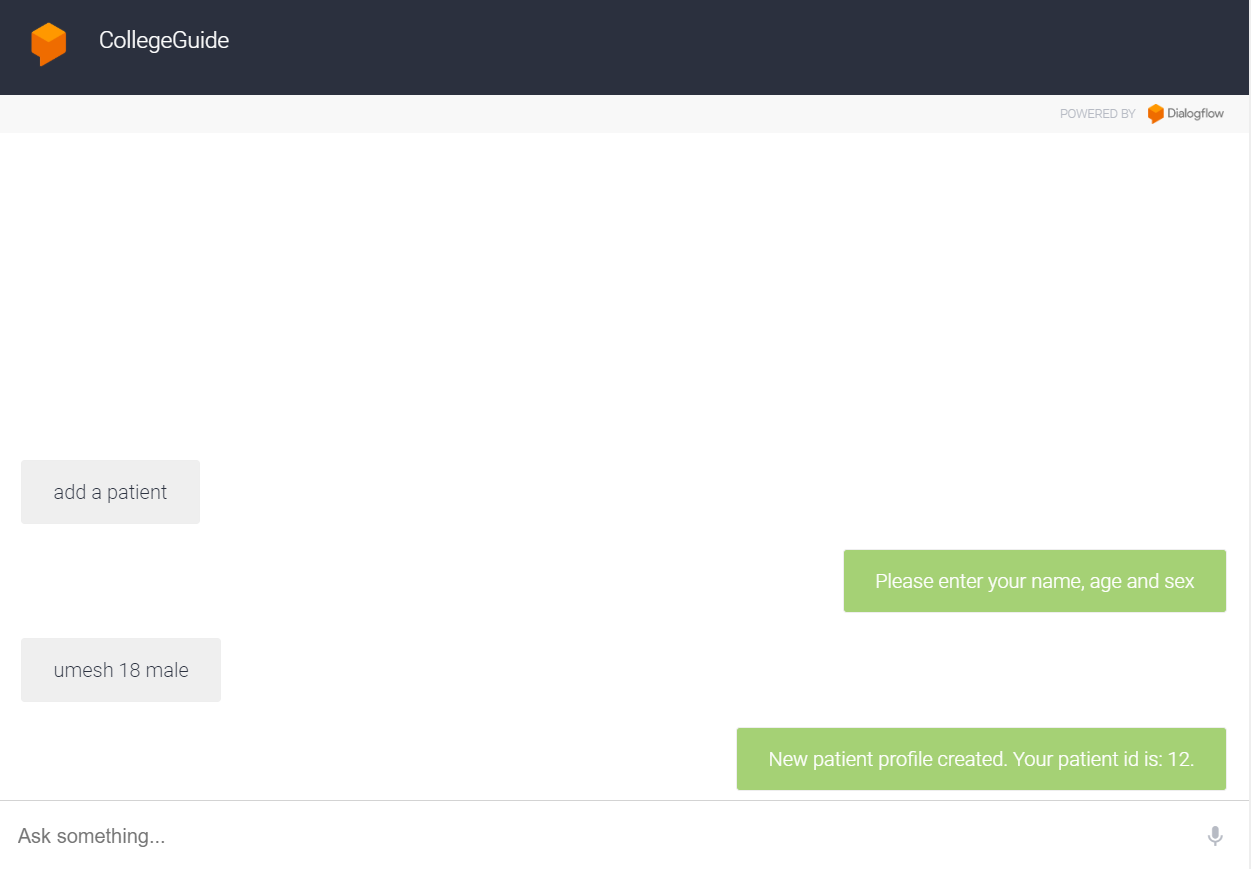 CollegeGuide
POWERED BY Dialogflow
add a patient
Please enter your name, age and sex
umesh 18 male
New patient profile created. Your patient id is: 12.
Ask something...